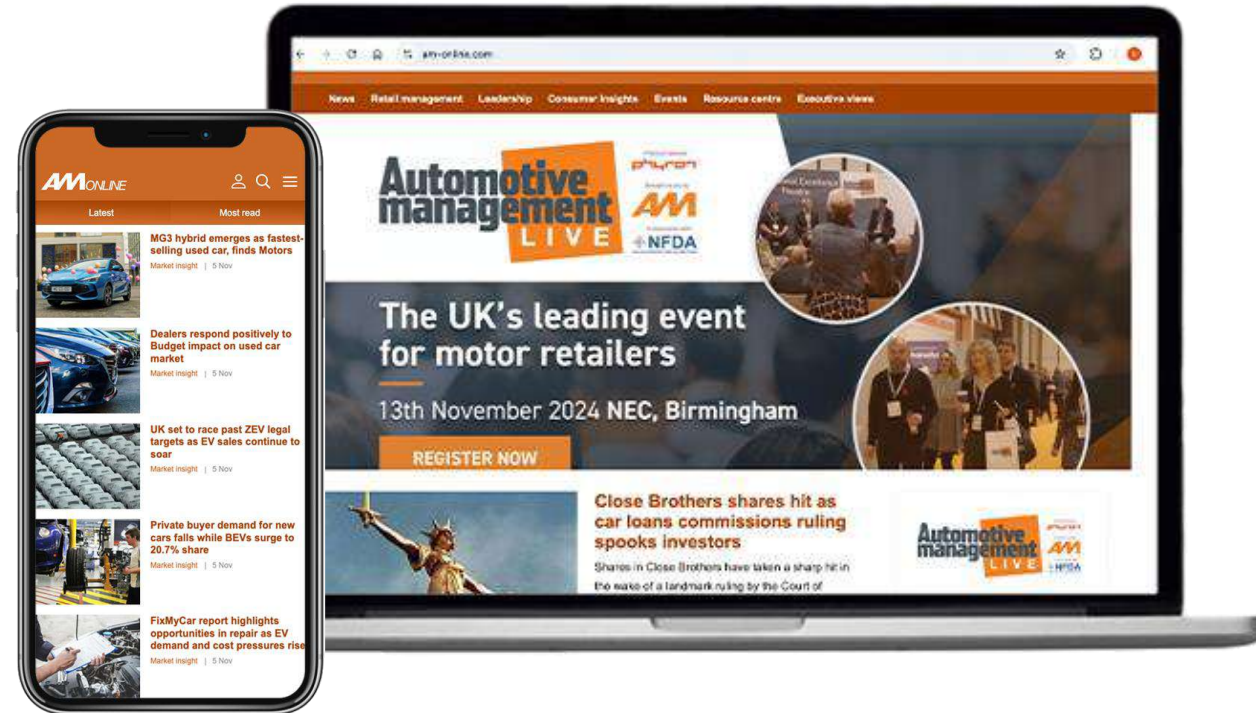 AM ONLINE
Latest Most read
MG3 hybrid emerges as fastest-
selling used car, finds Motors
Market insight | 5 Nov
Dealers respond positively to
Budget impact on used car
market
Market insight | 5 Nov
UK set to race past ZEV legal
targets as EV sales continue to
soar
Market insight | 5 Nov
Private buyer demand for new
cars falls while BEVs surge to
20.7% share
Market insight | 5 Nov
FixMyCar report highlights
opportunities in repair as EV
demand and cost pressures rise
Market insight | 5 Nov
am-online.com
News Retail management Leadership Consumer Insights Events Resource centre Executive views
Automotive
management
LIVE
phyron
AM
NFDA
The UK's leading event
for motor retailers
13th November 2024 NEC, Birmingham
REGISTER NOW
Close Brothers shares hit as
car loans commissions ruling
spooks investors
Shares in Close Brothers have taken a sharp hit in
the wake of a landmark ruling by the Court of
Automotive
management
LIVE
AM
NFDA